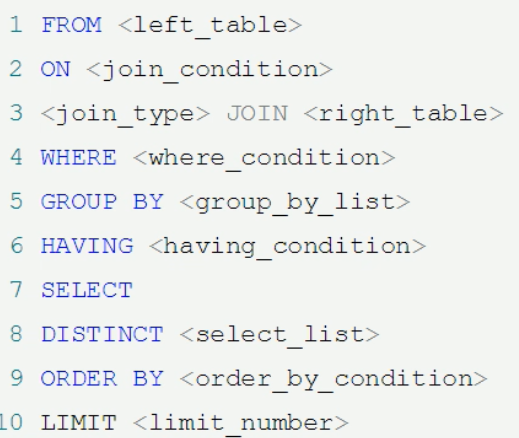 1 FROM <left_table>
2 ON <join_condition>
3 <join_type> JOIN <right_table>
4 WHERE <where_condition>
5 GROUP BY <group_by_list>
6 HAVING <having_condition>
7 SELECT
8 DISTINCT <select_list>
9 ORDER BY <order_by_condition>
10 LIMIT <limit_number>